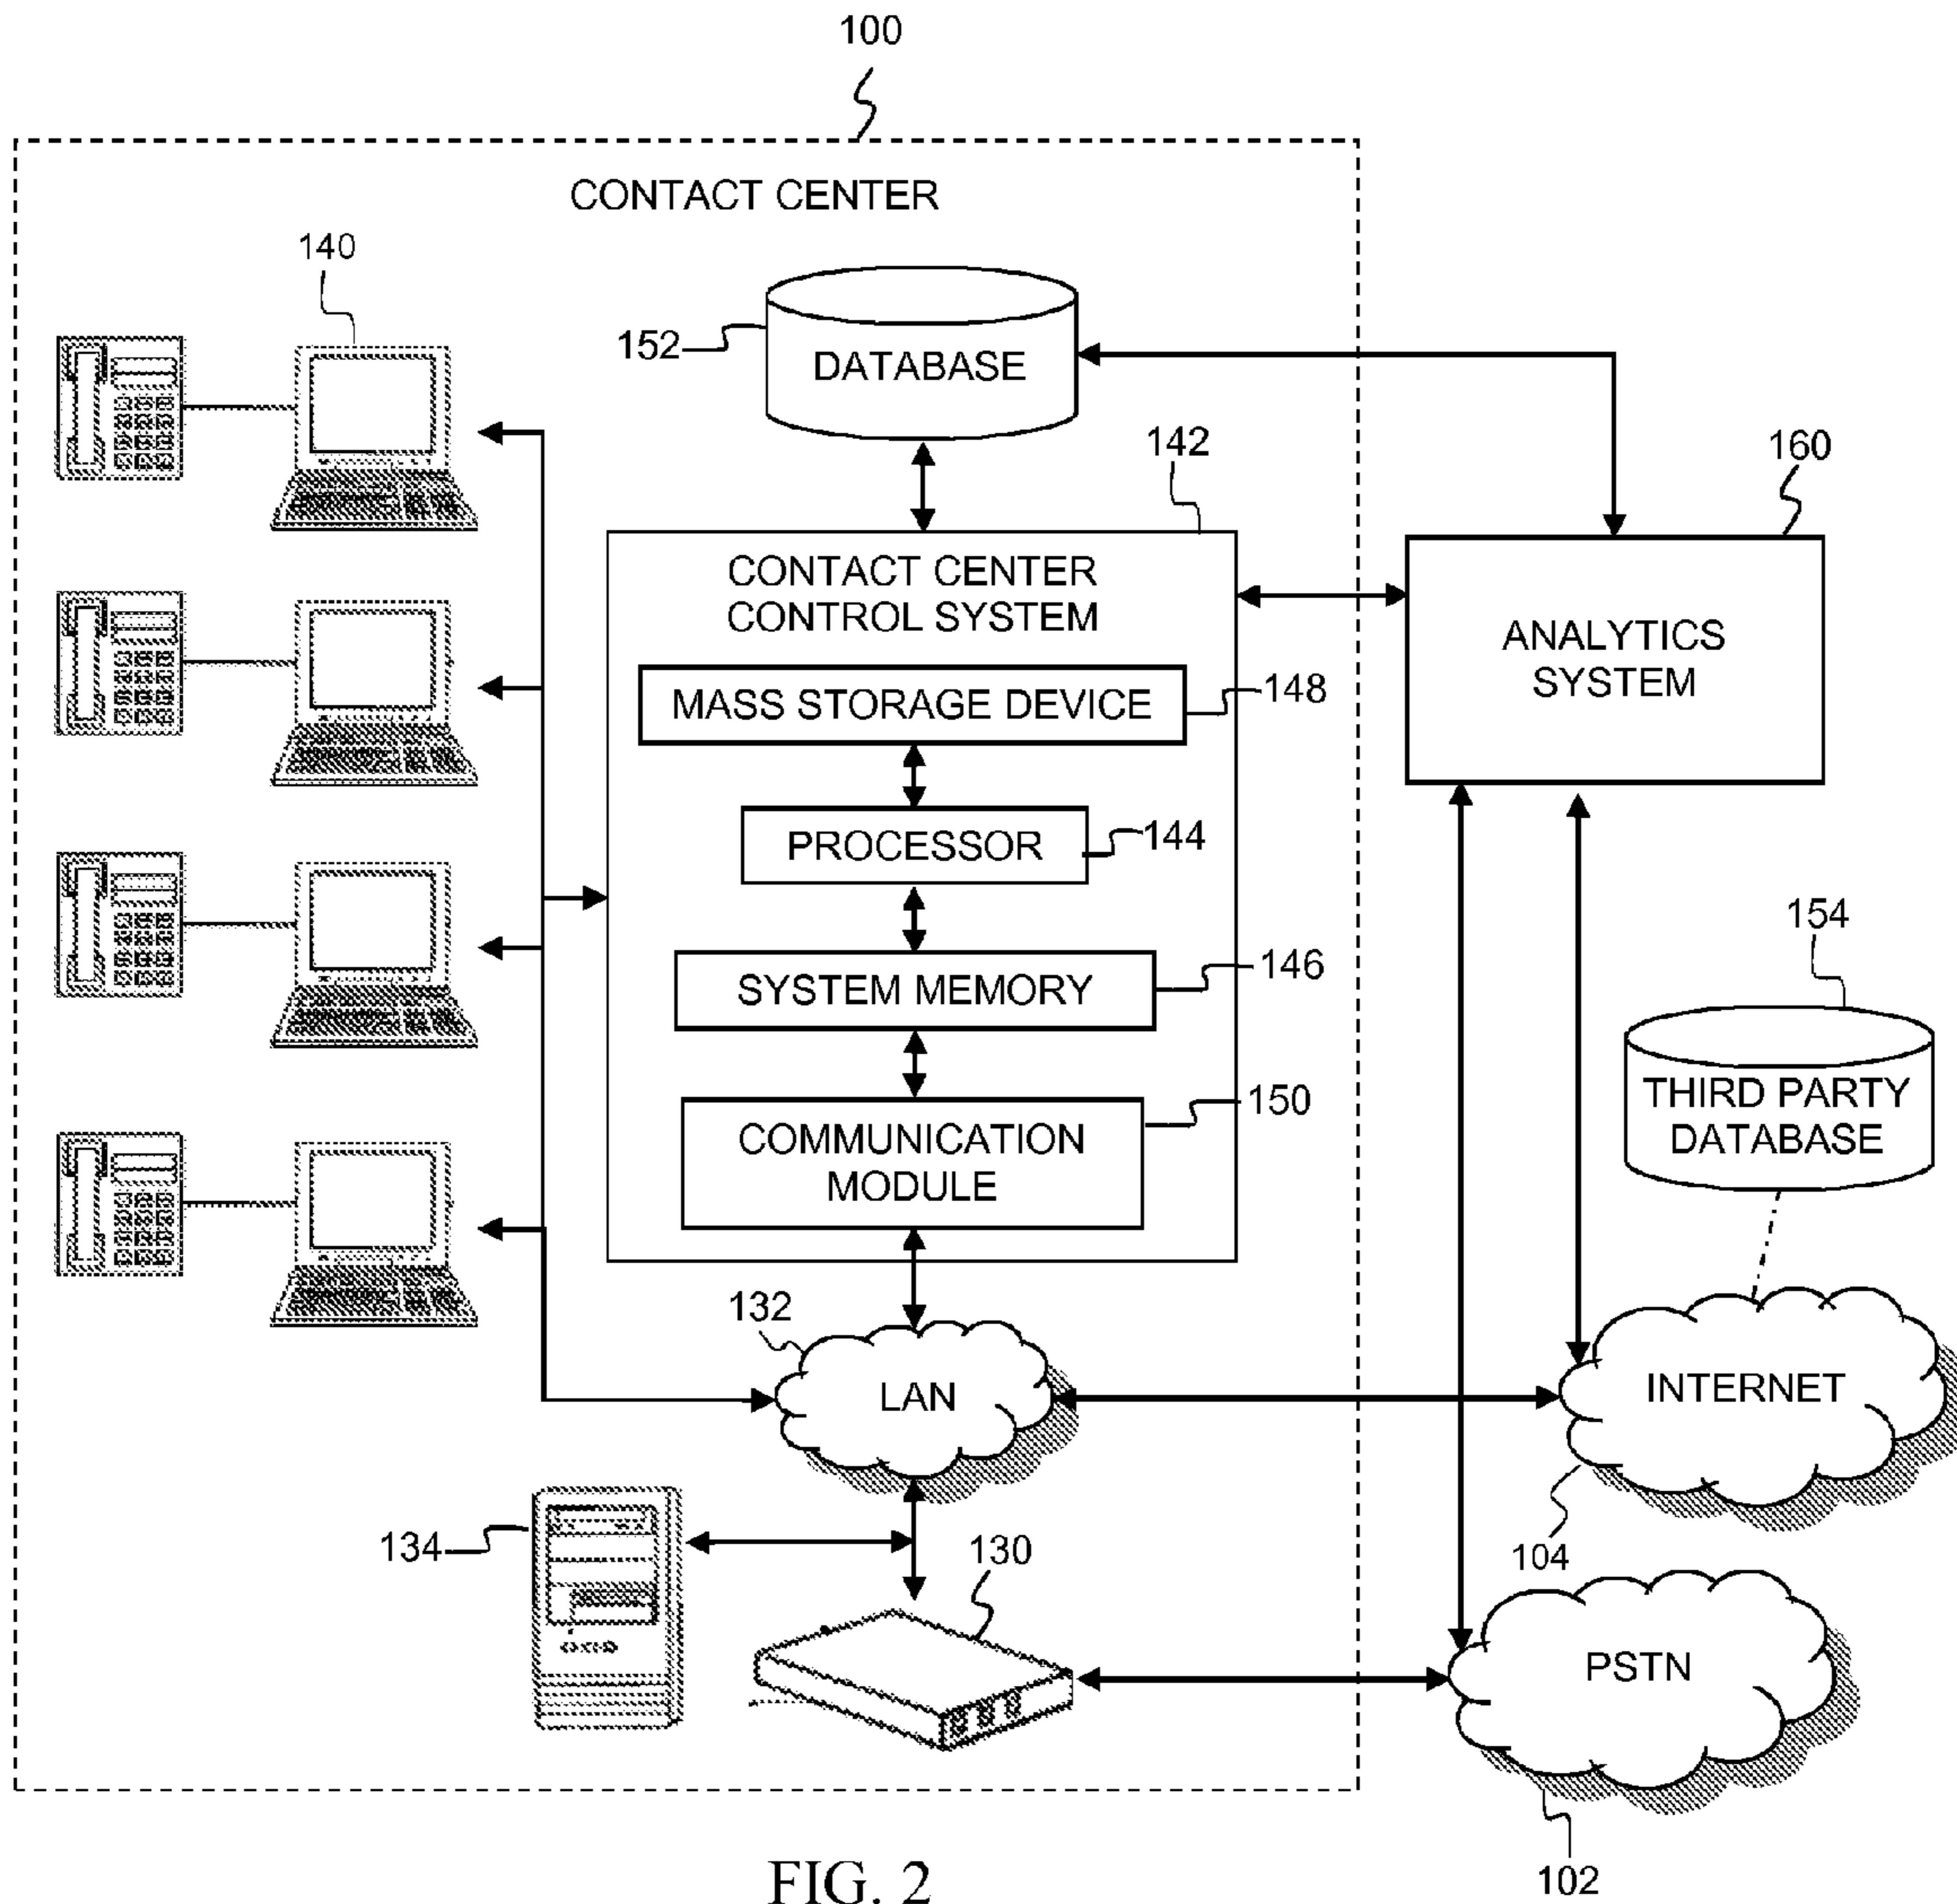 100
CONTACT CENTER
140
152
DATABASE
142
160
CONTACT CENTER
CONTROL SYSTEM
ANALYTICS
SYSTEM
MASS STORAGE DEVICE
148
PROCESSOR
144
154
SYSTEM MEMORY
146
THIRD PARTY
DATABASE
COMMUNICATION
MODULE
150
132
LAN
INTERNET
134
130
104
PSTN
102
FIG. 2